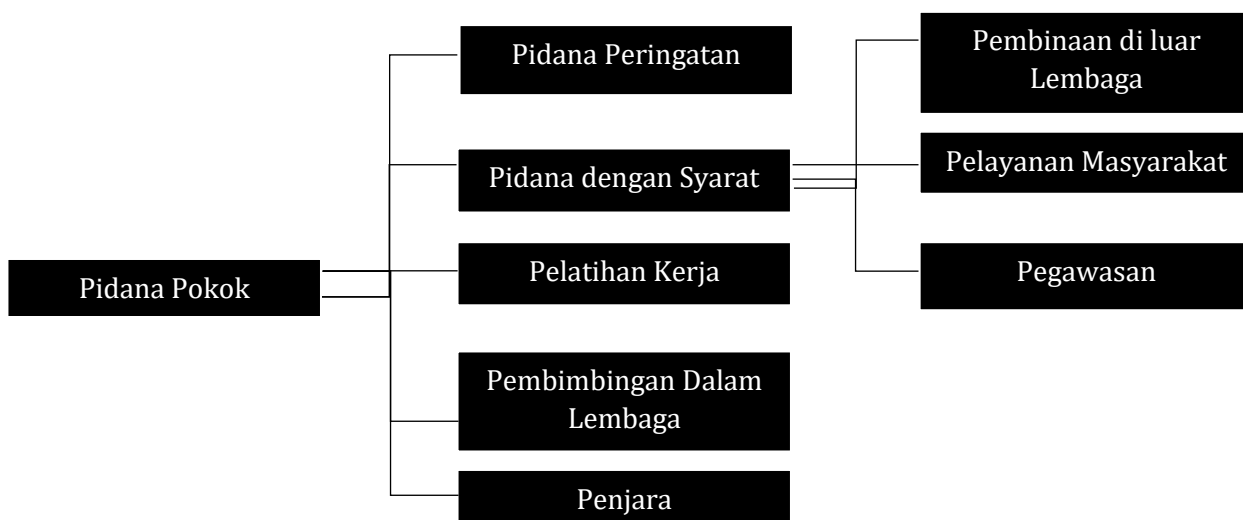 Pidana Pokok
Pidana Peringatan
Pidana dengan Syarat
Pelatihan Kerja
Pembimbingan Dalam
Lembaga
Penjara
Pembinaan di luar
Lembaga
Pelayanan Masyarakat
Pegawasan